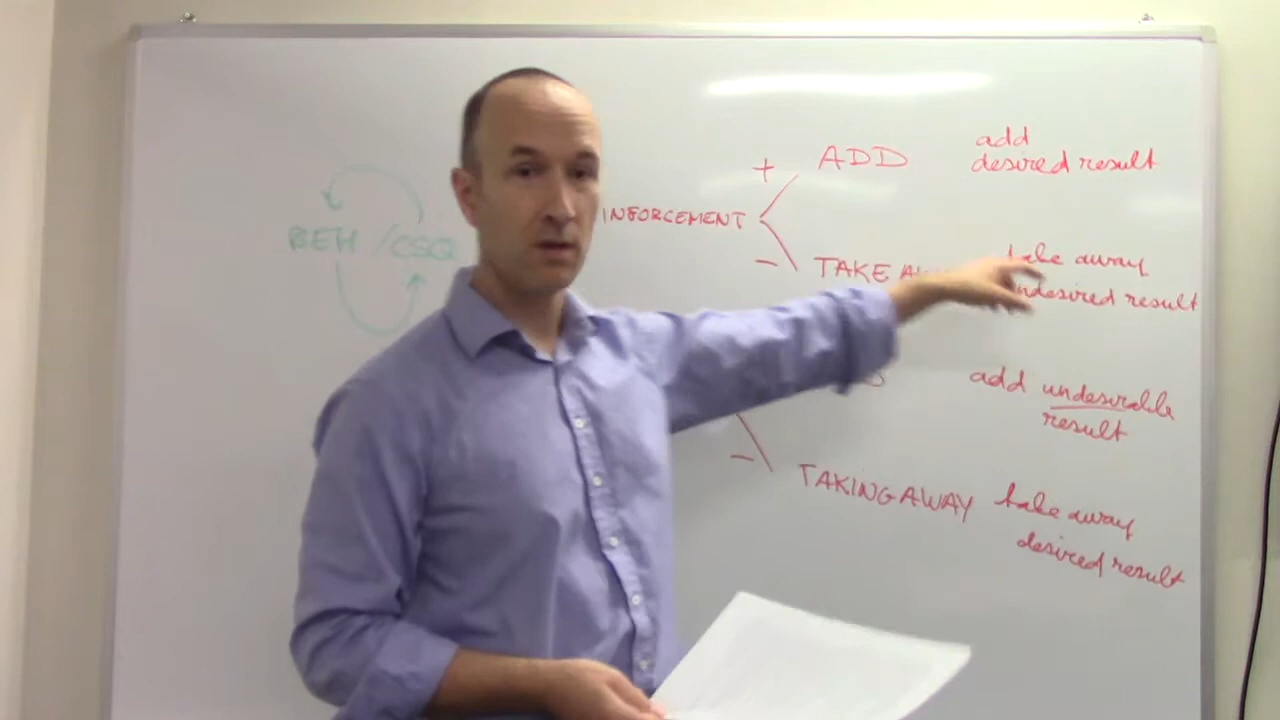 + ADD
add
desired result
BEH / CSQ
INFORCEMENT
- TAKE
take away
undesired result
add undesirable
result
- TAKING AWAY
take away
desired result